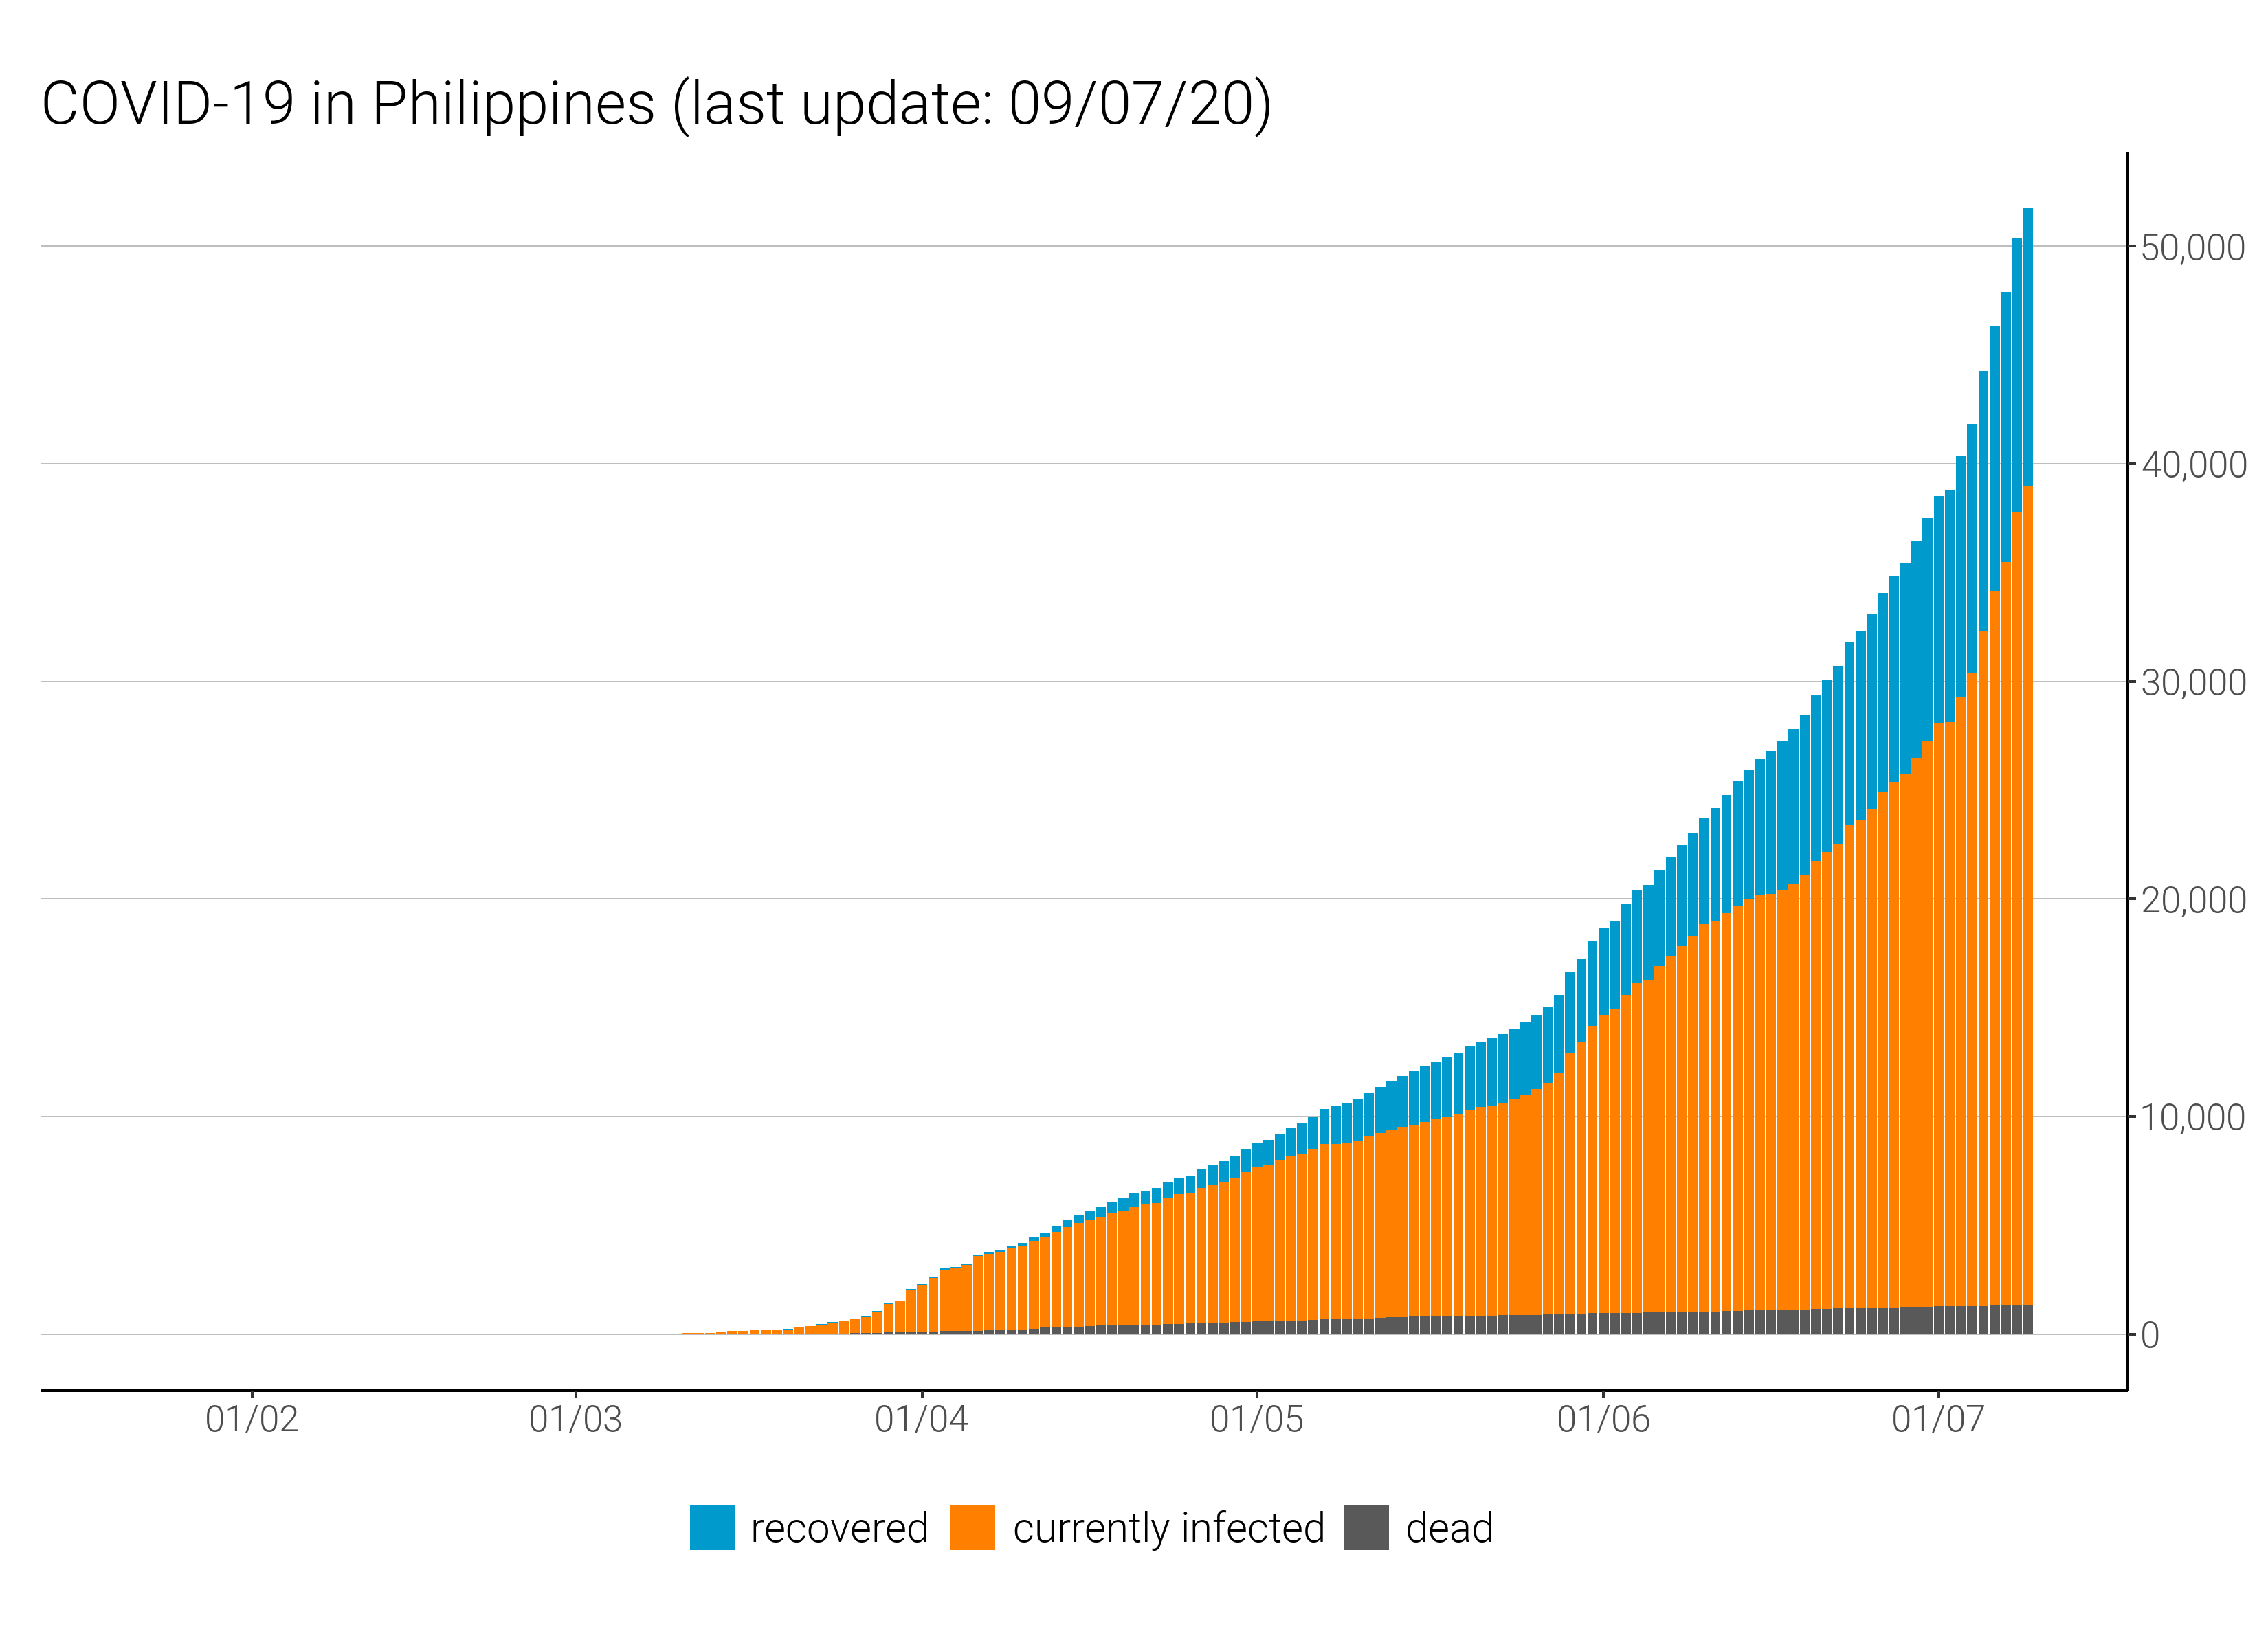 COVID-19 in Philippines (last update: 09/07/20)
50,000
40,000
30,000
20,000
10,000
0
01/02 01/03 01/04 01/05 01/06 01/07
recovered currently infected dead